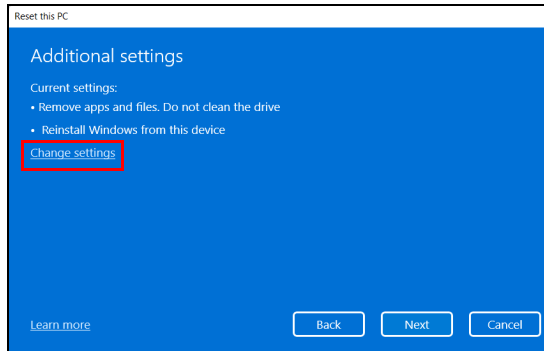 Reset this PC
Additional settings
Current settings:
• Remove apps and files. Do not clean the drive
• Reinstall Windows from this device
Change settings
Learn more
Back
Next
Cancel